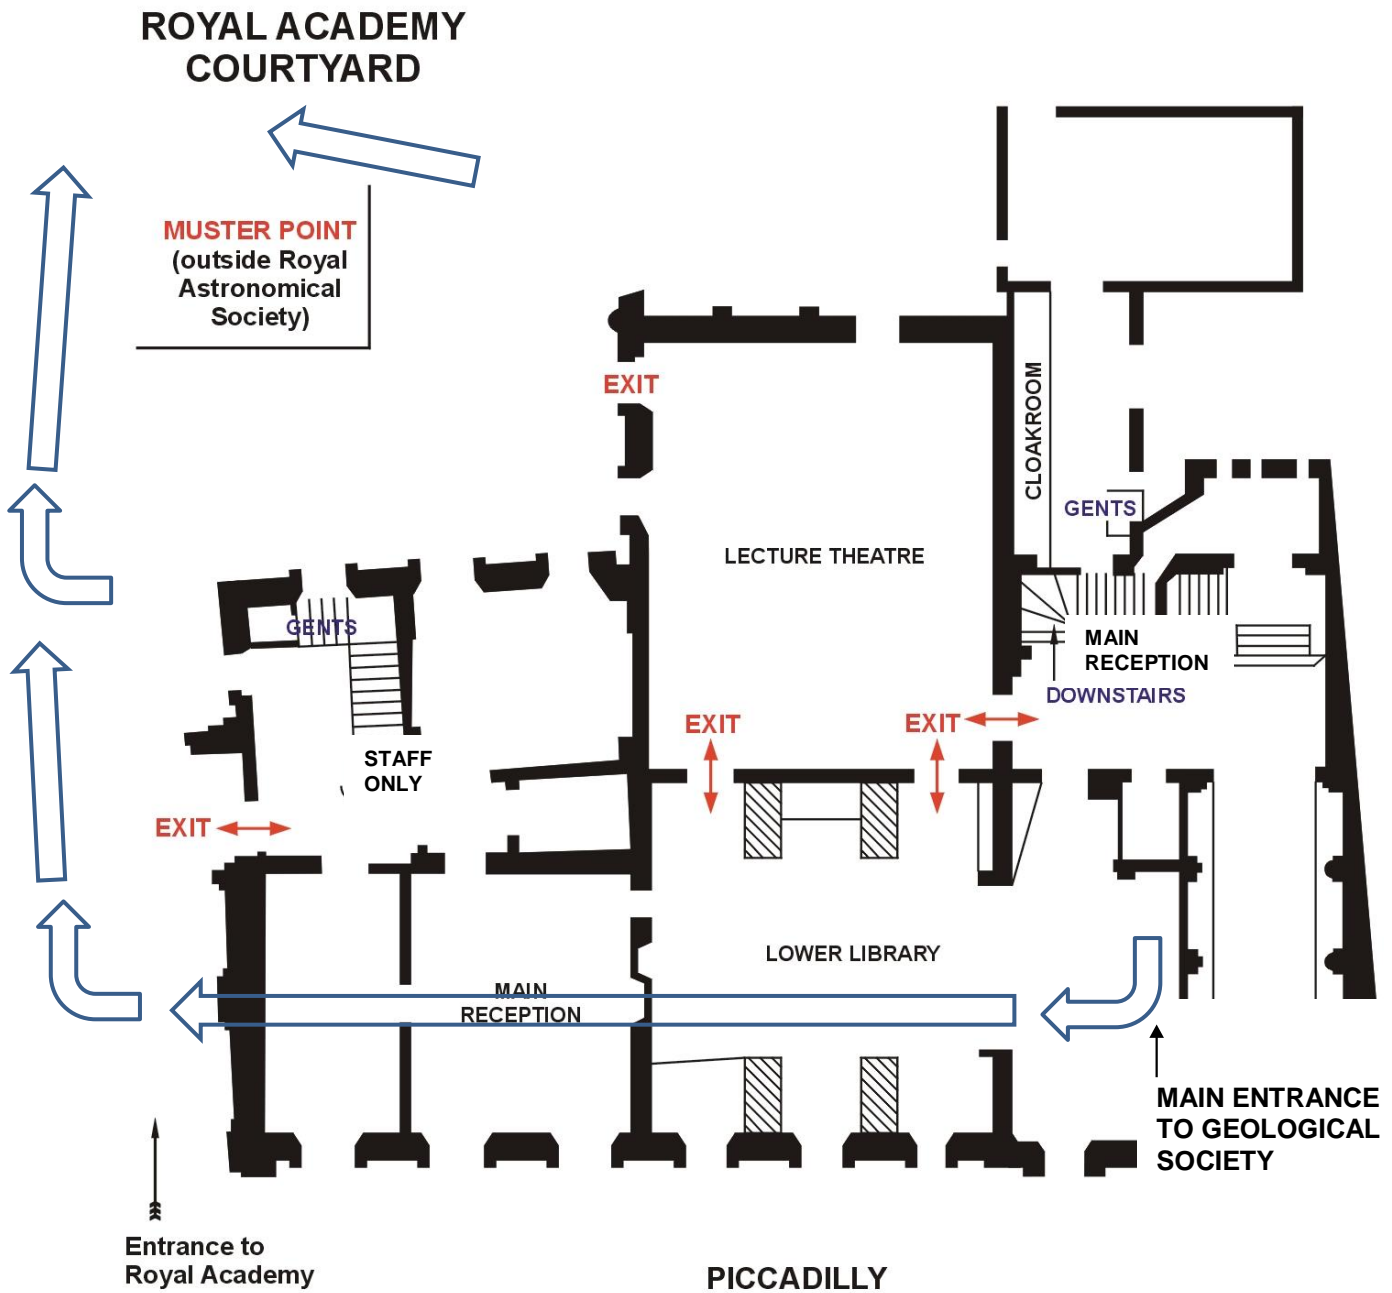 ROYAL ACADEMY
COURTYARD
MUSTER POINT
(outside Royal
Astronomical
Society)
EXIT
CLOAKROOM
GENTS
LECTURE THEATRE
GENTS
MAIN
RECEPTION
DOWNSTAIRS
EXIT
EXIT
STAFF
ONLY
EXIT
LOWER LIBRARY
MAIN
RECEPTION
MAIN ENTRANCE
TO GEOLOGICAL
SOCIETY
Entrance to
Royal Academy
PICCADILLY